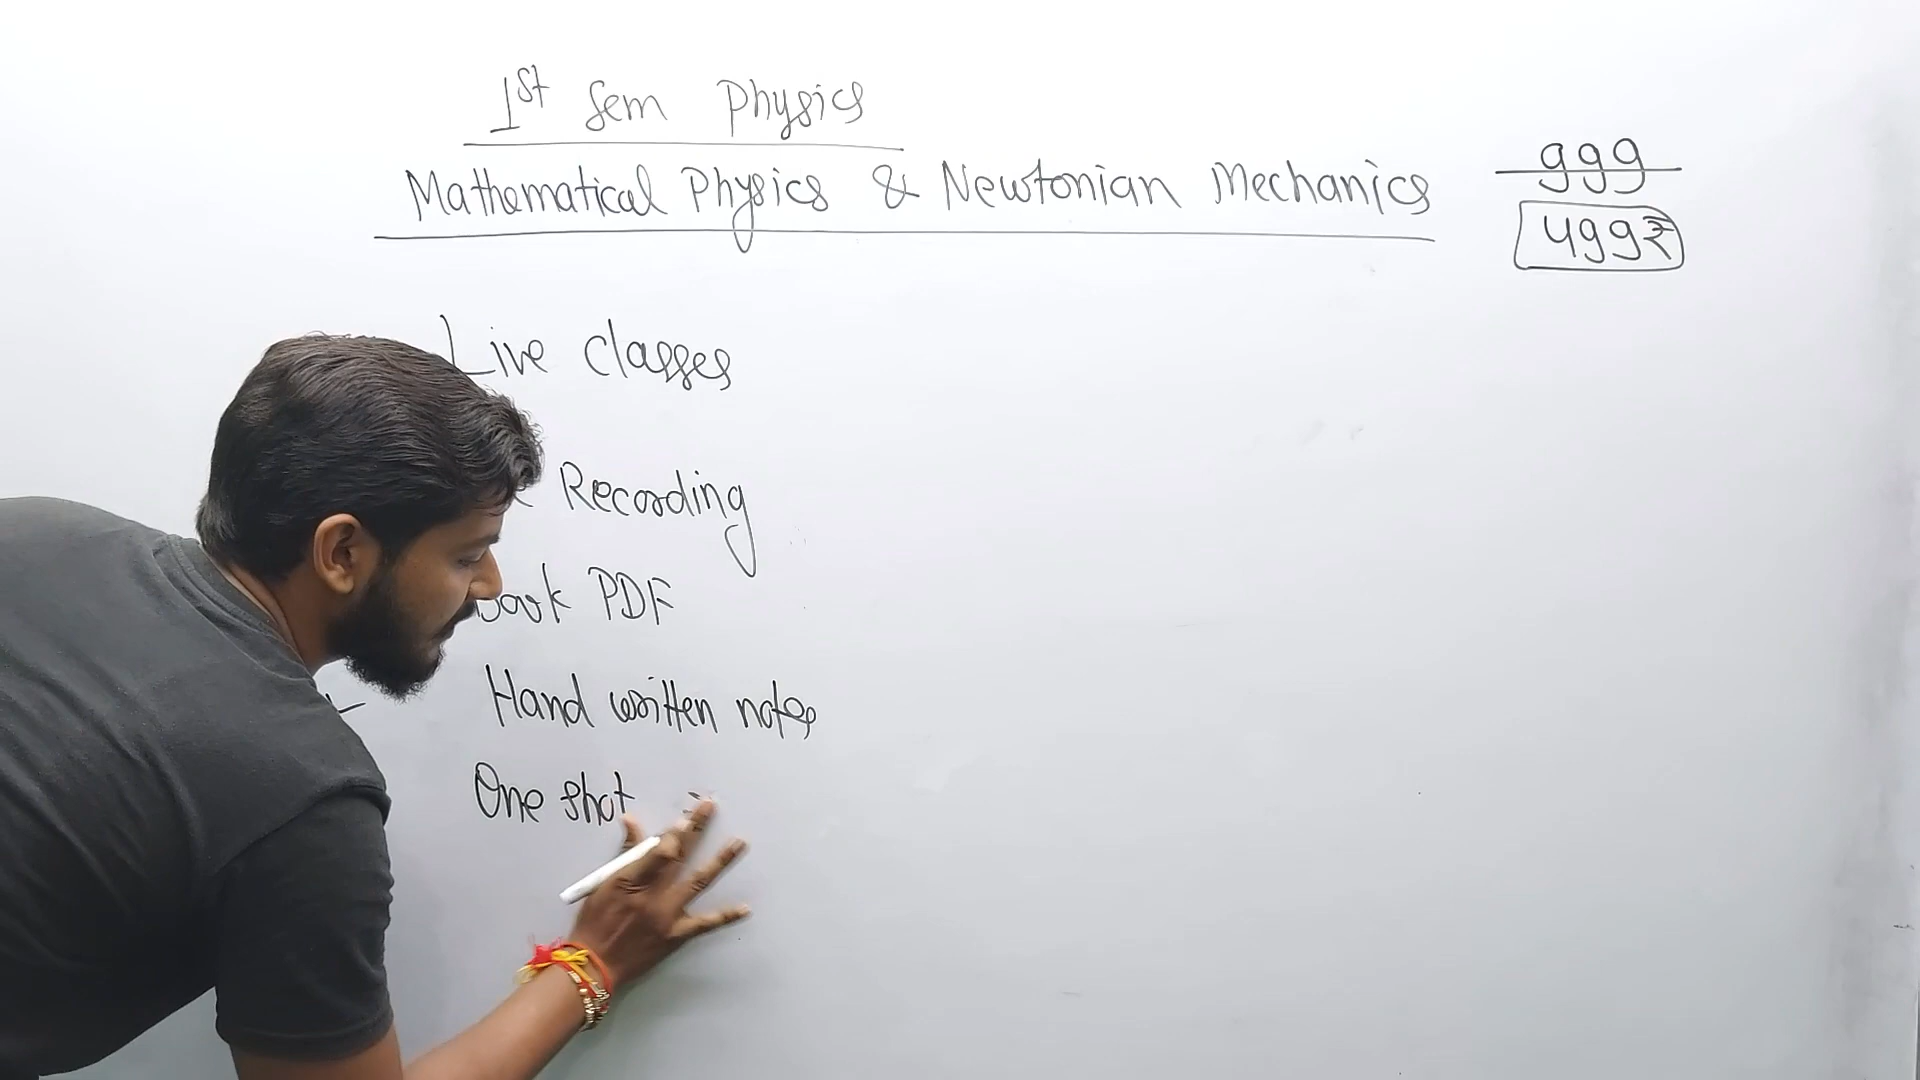 1st Sem Physics
Mathematical Physics & Newtonian Mechanics
999
499₹
Live Classes
Recording
PDF
Hand written notes
One shot